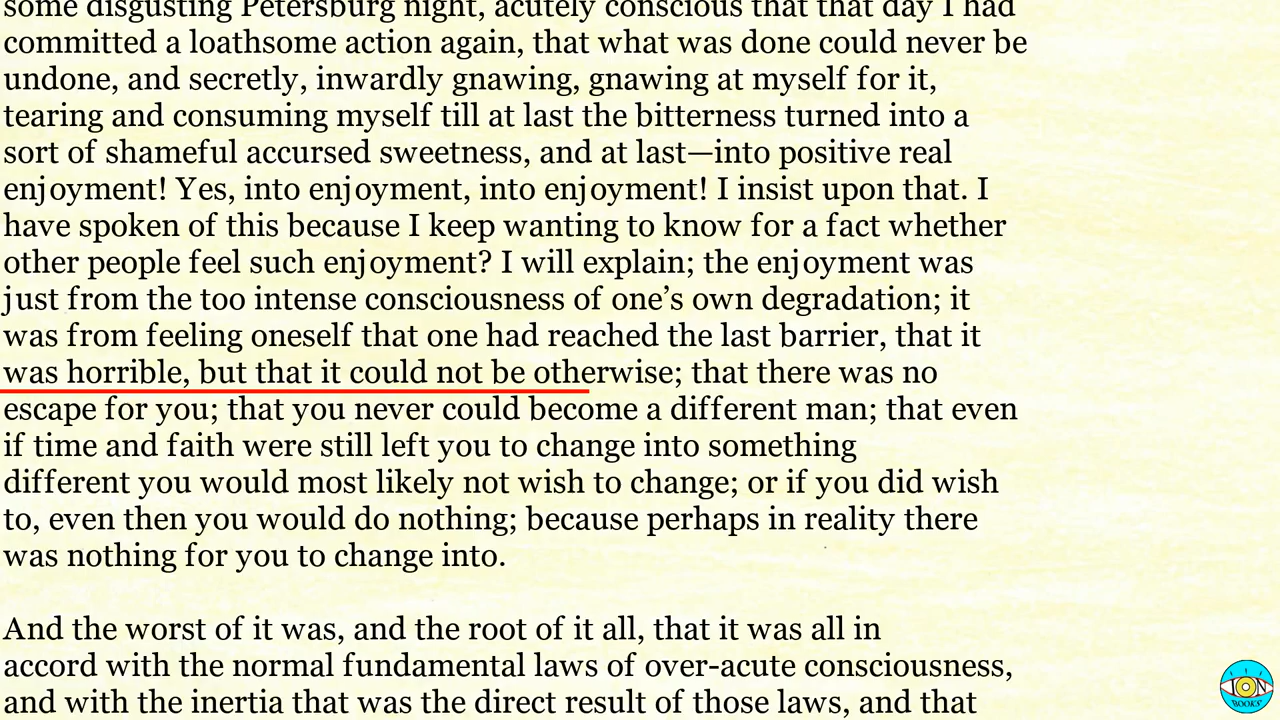 some disgusting Petersburg night, acutely conscious that that day I had
committed a loathsome action again, that what was done could never be
undone, and secretly, inwardly gnawing, gnawing at myself for it,
tearing and consuming myself till at last the bitterness turned into a
sort of shameful accursed sweetness, and at last—into positive real
enjoyment! Yes, into enjoyment, into enjoyment! I insist upon that. I
have spoken of this because I keep wanting to know for a fact whether
other people feel such enjoyment? I will explain; the enjoyment was
just from the too intense consciousness of one’s own degradation; it
was from feeling oneself that one had reached the last barrier, that it
was horrible, but that it could not be otherwise; that there was no
escape for you; that you never could become a different man; that even
if time and faith were still left you to change into something
different you would most likely not wish to change; or if you did wish
to, even then you would do nothing; because perhaps in reality there
was nothing for you to change into.
And the worst of it was, and the root of it all, that it was all in
accord with the normal fundamental laws of over-acute consciousness,
and with the inertia that was the direct result of those laws, and that
ION
BOOKS